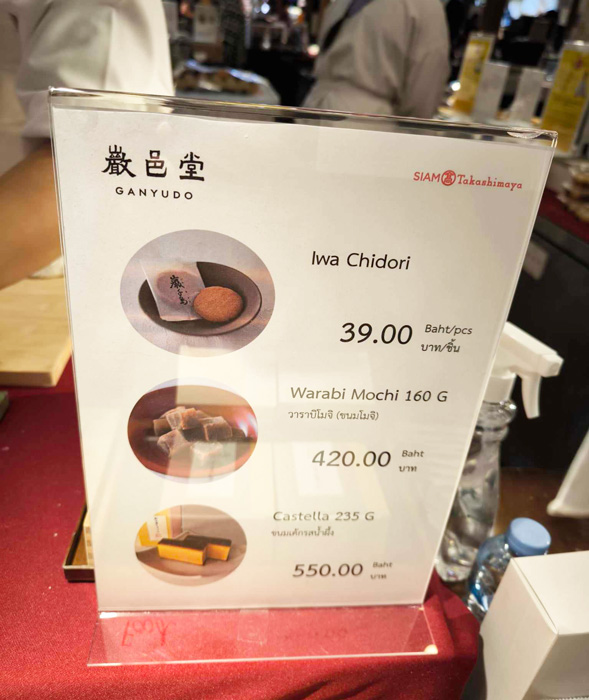 巖邑堂
GANYUDO
SIAM Takashimaya
Iwa Chidori
39.00 Baht/pcs
บาท/ชิ้น
Warabi Mochi 160 G
วาราบิโมจิ (ขนมโมจิ)
420.00 Baht
บาท
Castella 235 G
ขนมเค้กรสน้ำผึ้ง
550.00 Baht
บาท